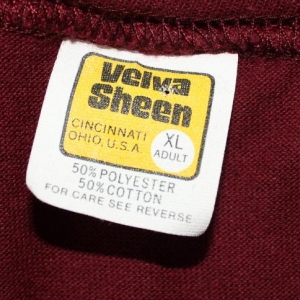 Velva
Sheen
CINCINNATI
OHIO, U.S.A.
XL
ADULT
50% POLYESTER
50% COTTON
FOR CARE SEE REVERSE